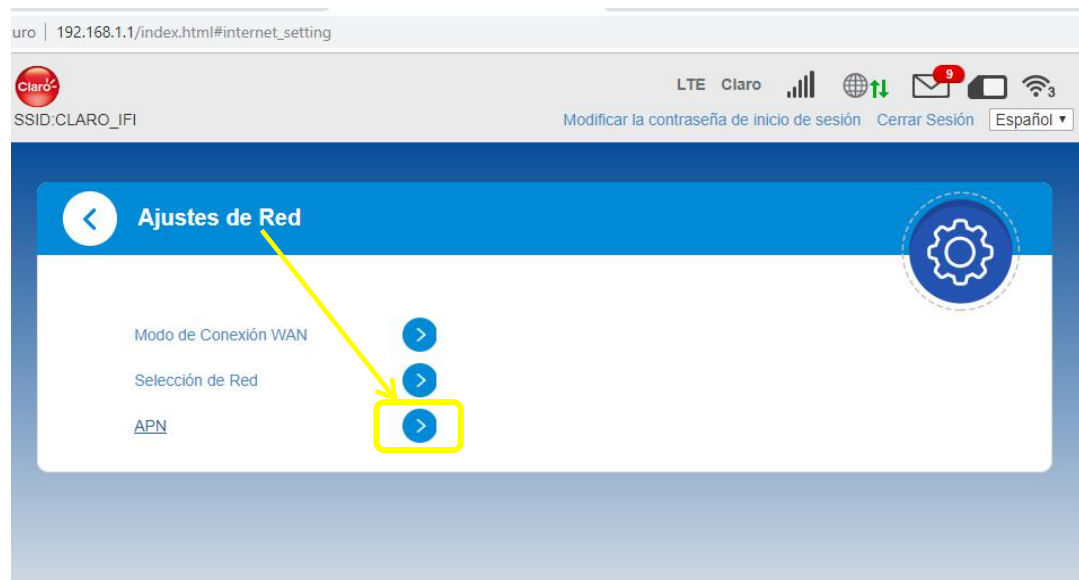 uro | 192.168.1.1/index.html#internet_setting
Claro
LTE Claro 9 3
SSID:CLARO_IFI
Modificar la contraseña de inicio de sesión Cerrar Sesión Español
Ajustes de Red
Modo de Conexión WAN
Selección de Red
APN